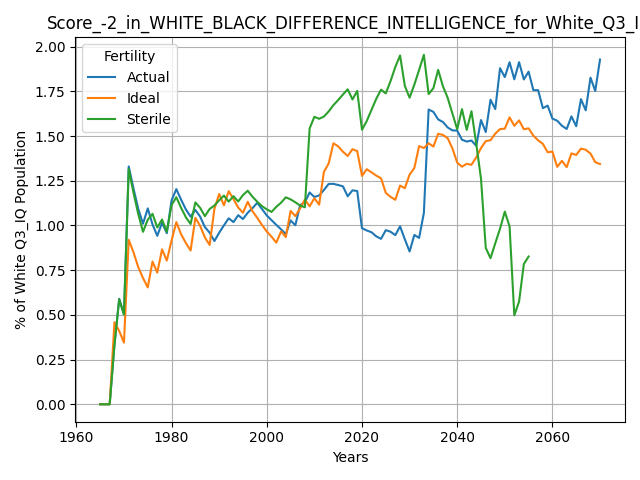 Score_-2_in_WHITE_BLACK_DIFFERENCE_INTELLIGENCE_for_White_Q3_I
Fertility
Actual
Ideal
Sterile
2.00
1.75
1.50
1.25
1.00
0.75
0.50
0.25
0.00
% of White Q3_IQ Population
1960 1980 2000 2020 2040 2060
Years